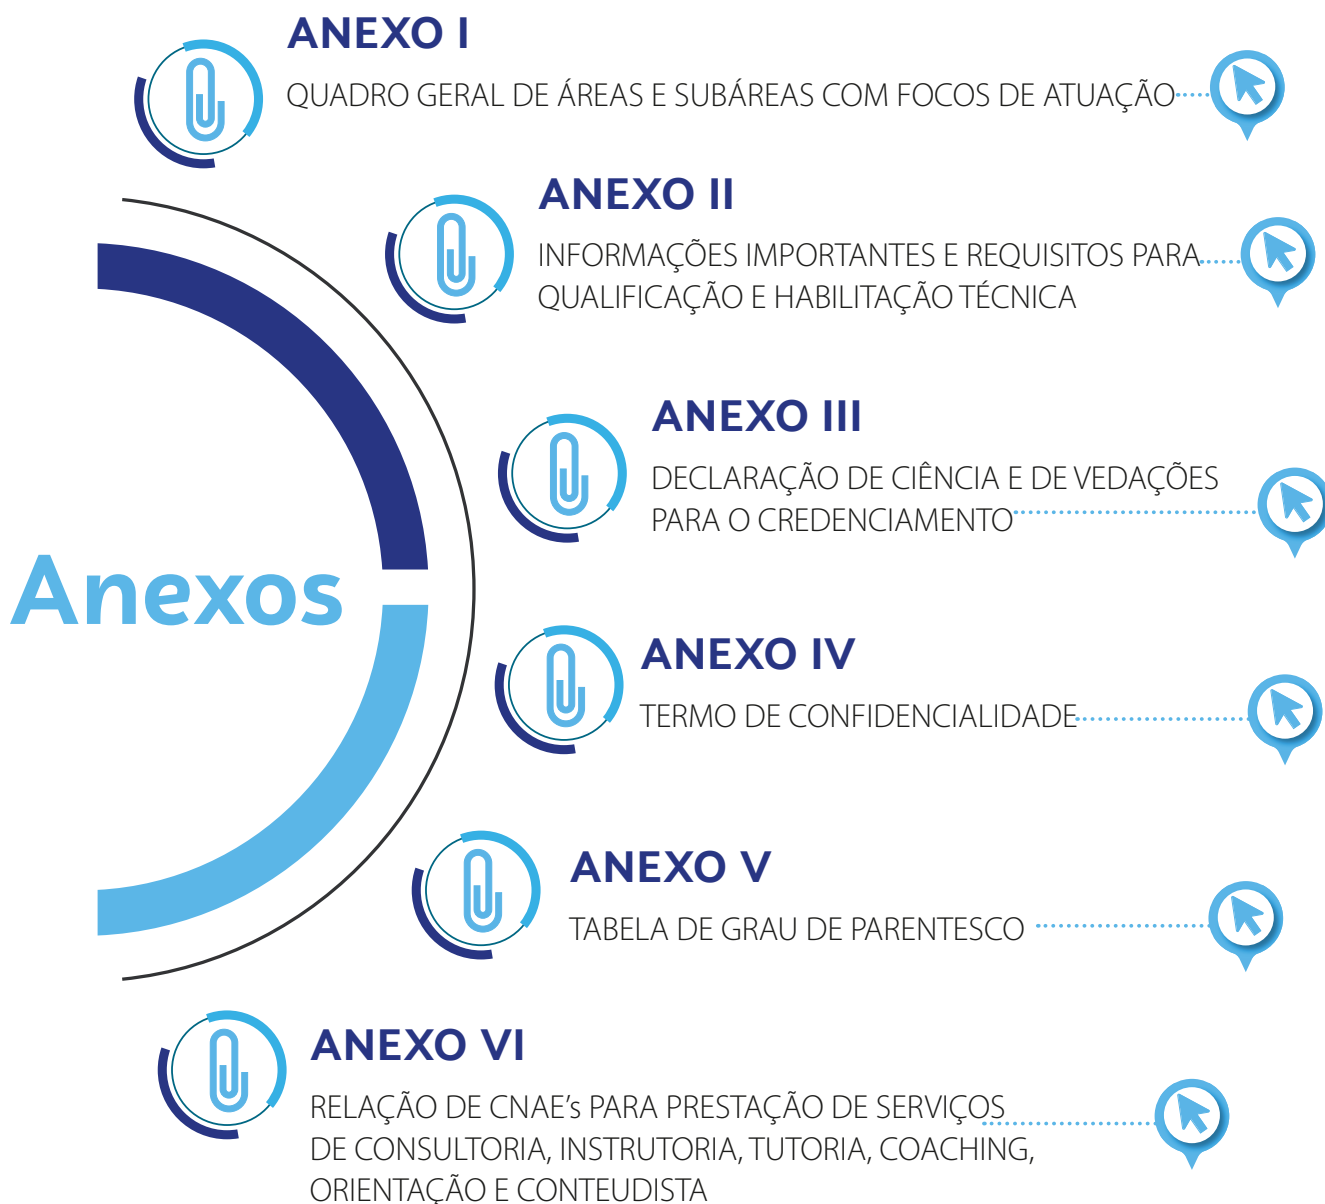 ANEXO I
QUADRO GERAL DE ÁREAS E SUBÁREAS COM FOCOS DE ATUAÇÃO
ANEXO II
INFORMAÇÕES IMPORTANTES E REQUISITOS PARA
QUALIFICAÇÃO E HABILITAÇÃO TÉCNICA
ANEXO III
DECLARAÇÃO DE CIÊNCIA E DE VEDAÇÕES
PARA O CREDENCIAMENTO
Anexos
ANEXO IV
TERMO DE CONFIDENCIALIDADE
ANEXO V
TABELA DE GRAU DE PARENTESCO
ANEXO VI
RELAÇÃO DE CNAE's PARA PRESTAÇÃO DE SERVIÇOS
DE CONSULTORIA, INSTRUTORIA, TUTORIA, COACHING,
ORIENTAÇÃO E CONTEUDISTA